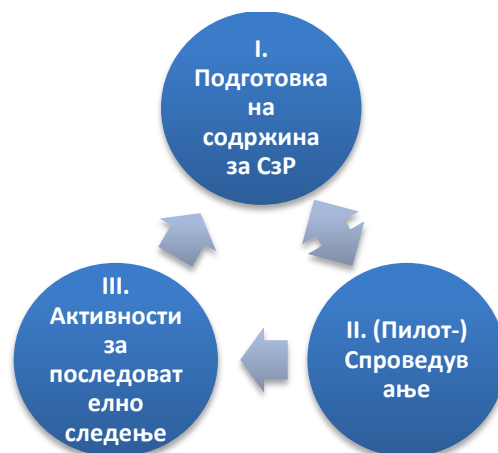 I.
Подготовка
на
содржина
за СзР
III.
Активности
за
последоват
елно
следење
II. (Пилот-)
Спроведув
ање